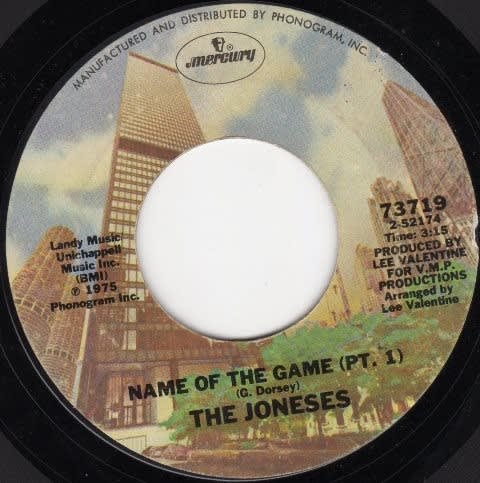 MANUFACTURED AND DISTRIBUTED BY PHONOGRAM, INC.
®
mercury
Landy Music
Unichappell
Music Inc.
(BMI)
℗ 1975
Phonogram Inc.
73719
2-52174
Time: 3:15
PRODUCED BY
LEE VALENTINE
FOR V.M.P.
PRODUCTIONS
Arranged by
Lee Valentine
NAME OF THE GAME (PT. 1)
(G. Dorsey)
THE JONESES